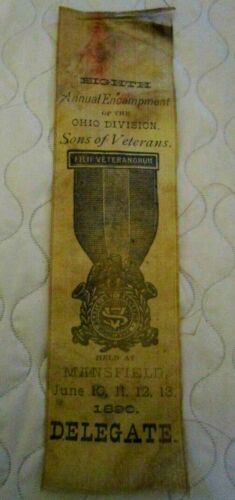 EIGHTH
Annual Encampment
OF THE
OHIO DIVISION.
Sons of Veterans.
FILII VETERANORUM
HELD AT
MANSFIELD,
June 10, 11, 12, 13,
1890.
DELEGATE.